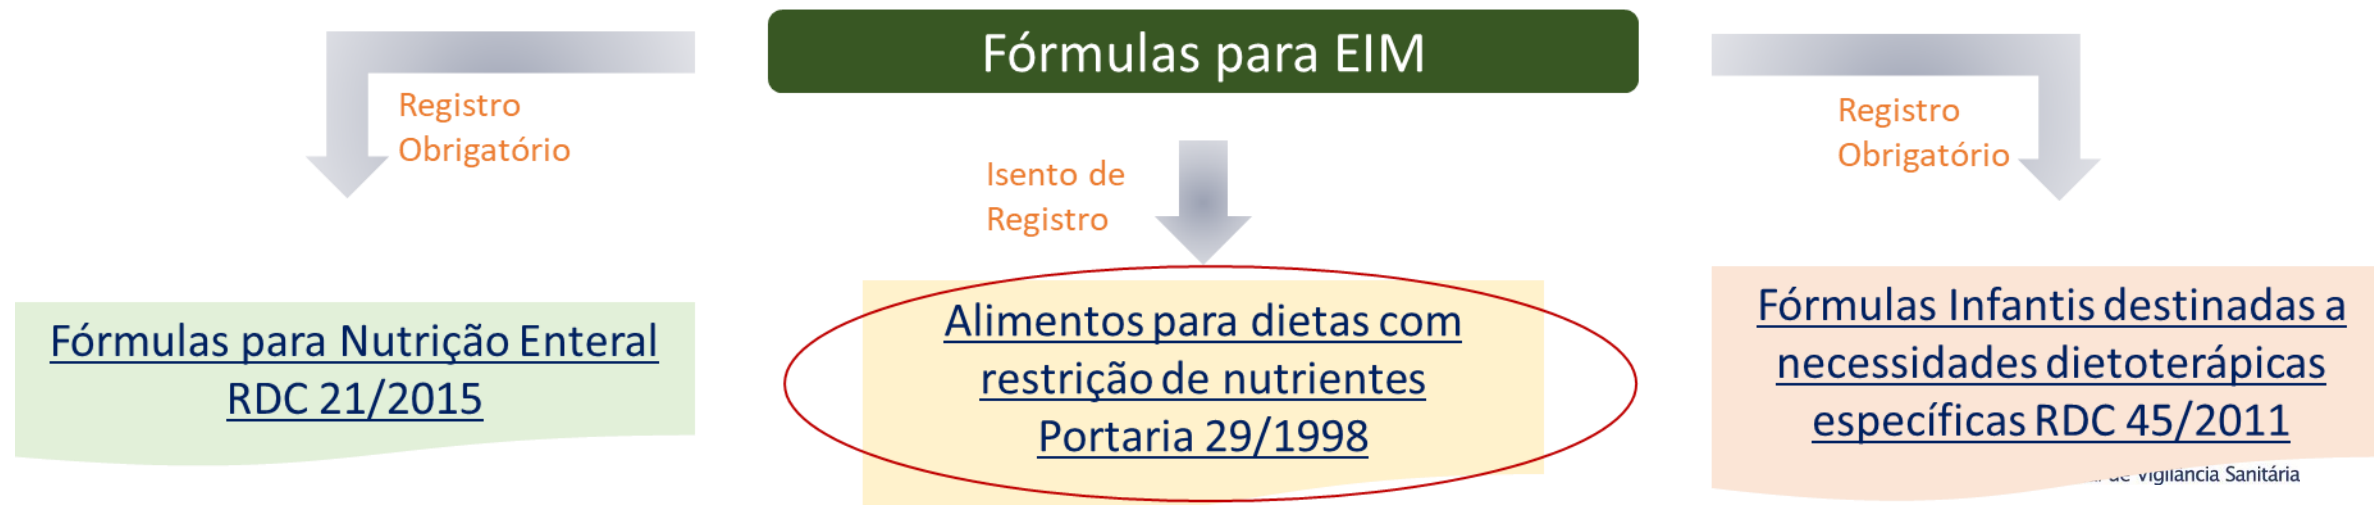 Fórmulas para EIM
Registro
Obrigatório
Isento de
Registro
Registro
Obrigatório
Fórmulas para Nutrição Enteral
RDC 21/2015
Alimentos para dietas com
restrição de nutrientes
Portaria 29/1998
Fórmulas Infantis destinadas a
necessidades dietoterápicas
específicas RDC 45/2011
de Vigilância Sanitária